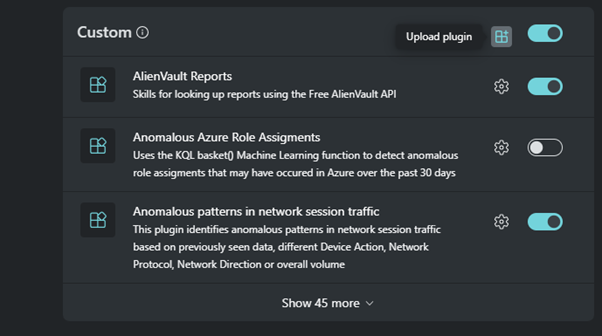 Custom
Upload plugin
AlienVault Reports
Skills for looking up reports using the Free AlienVault API
Anomalous Azure Role Assigments
Uses the KQL basket() Machine Learning function to detect anomalous
role assigments that may have occured in Azure over the past 30 days
Anomalous patterns in network session traffic
This plugin identifies anomalous patterns in network session traffic
based on previously seen data, different Device Action, Network
Protocol, Network Direction or overall volume
Show 45 more